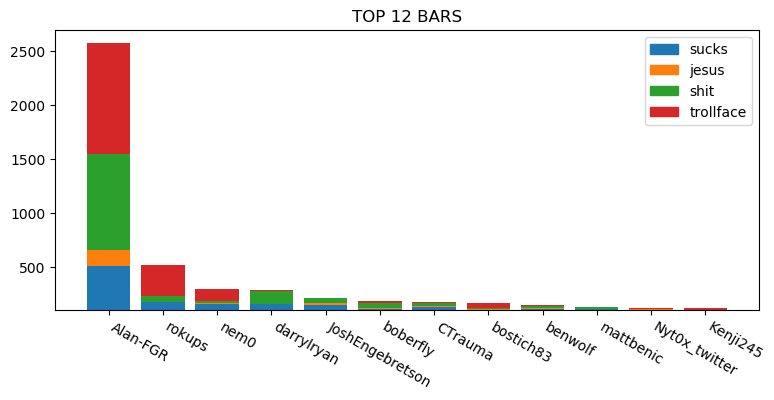 TOP 12 BARS
2500
2000
1500
1000
500
sucks
jesus
shit
trollface
Alan-FGR
rokups
nem0
darrylryan
JoshEngebretson
boberfly
CTrauma
bostich83
benwolf
mattbenic
Nyt0x_twitter
Kenji245